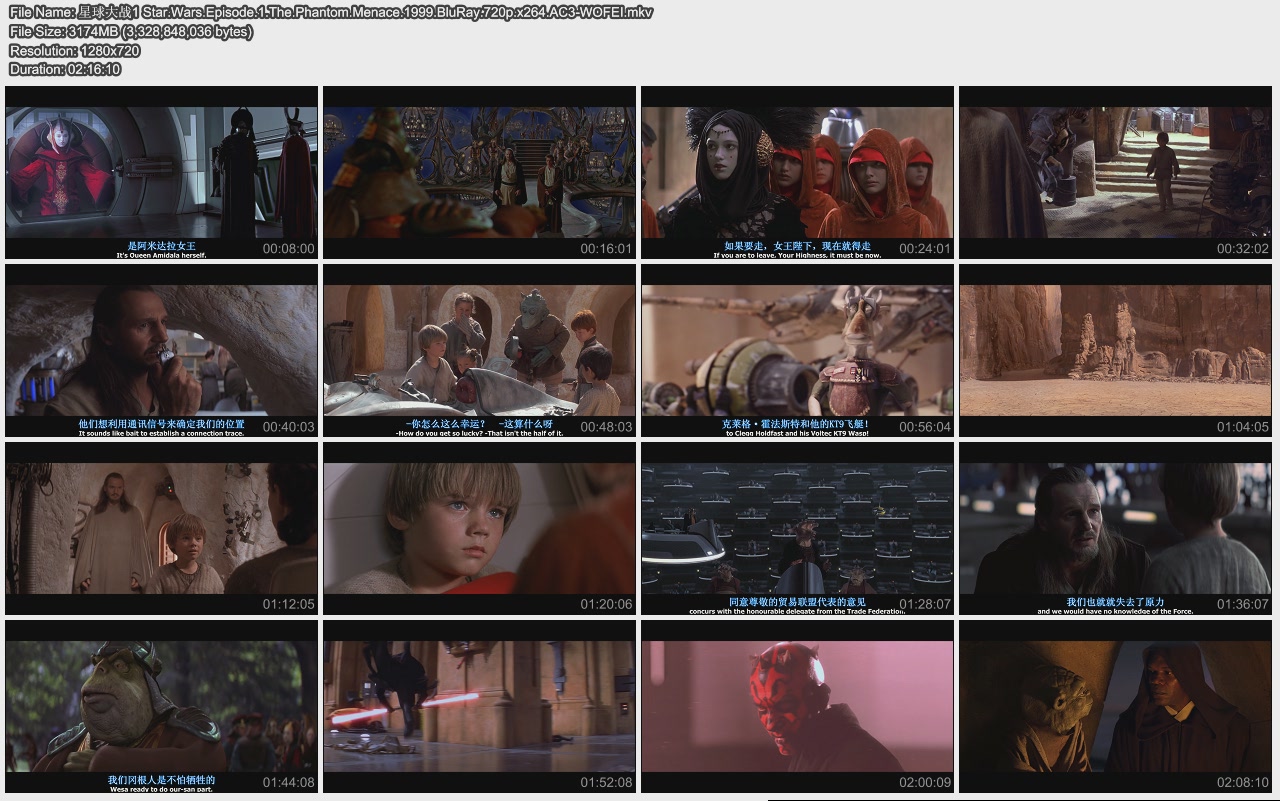 File Name: 星球大战1 Star.Wars.Episode.1.The.Phantom.Menace.1999.BluRay.720p.x264.AC3-WOFEI.mkv
File Size: 3174MB (3,328,848,036 bytes)
Resolution: 1280x720
Duration: 02:16:10
是阿米达拉女王
It's Queen Amidala herself.
00:08:00
00:16:01
如果要走，女王陛下，现在就得走
If you are to leave, Your Highness, it must be now.
00:24:01
00:32:02
他们想利用通讯信号来确定我们的位置
It sounds like bait to establish a connection trace.
00:40:03
-你怎么这么幸运？ -这算什么呀
-How do you get so lucky? -That isn't the half of it.
00:48:03
克莱格·霍法斯特和他的KT9飞艇！
to Clegg Holdfast and his Voltec KT9 Wasp!
00:56:04
01:04:05
01:12:05
01:20:06
同意尊敬的贸易联盟代表的意见
concurs with the honourable delegate from the Trade Federation.
01:28:07
我们也就就失去了原力
and we would have no knowledge of the Force.
01:36:07
我们冈根人是不怕牺牲的
Wesa ready to do our-san part.
01:44:08
01:52:08
02:00:09
02:08:10